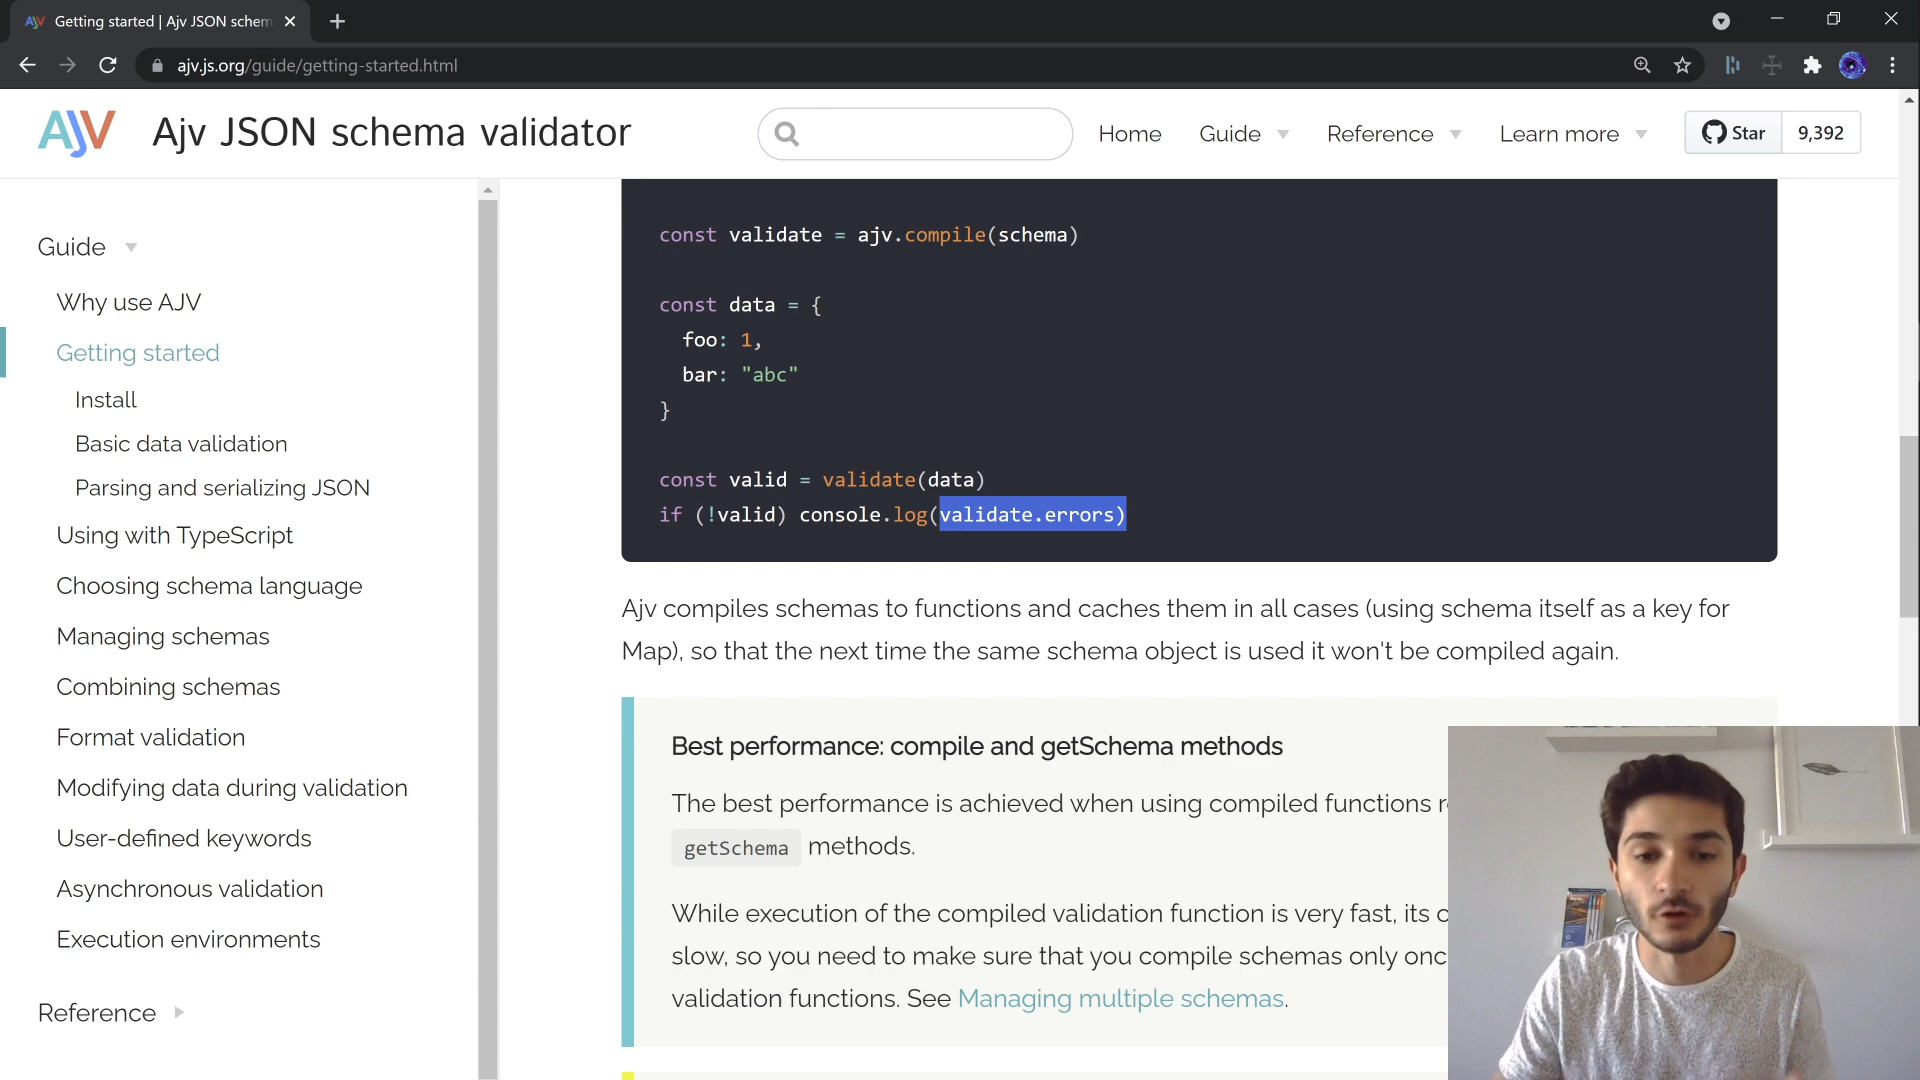 Getting started | Ajv JSON schem
ajv.js.org/guide/getting-started.html
AJV
Ajv JSON schema validator
Home
Guide
Reference
Learn more
Star
9,392
Guide
Why use AJV
Getting started
Install
Basic data validation
Parsing and serializing JSON
Using with TypeScript
Choosing schema language
Managing schemas
Combining schemas
Format validation
Modifying data during validation
User-defined keywords
Asynchronous validation
Execution environments
Reference
const validate = ajv.compile(schema)
const data = {
foo: 1,
bar: "abc"
}
const valid = validate(data)
if (!valid) console.log(validate.errors)
Ajv compiles schemas to functions and caches them in all cases (using schema itself as a key for
Map), so that the next time the same schema object is used it won't be compiled again.
Best performance: compile and getSchema methods
The best performance is achieved when using compiled functions
getSchema methods.
While execution of the compiled validation function is very fast, its
slow, so you need to make sure that you compile schemas only
validation functions. See Managing multiple schemas.